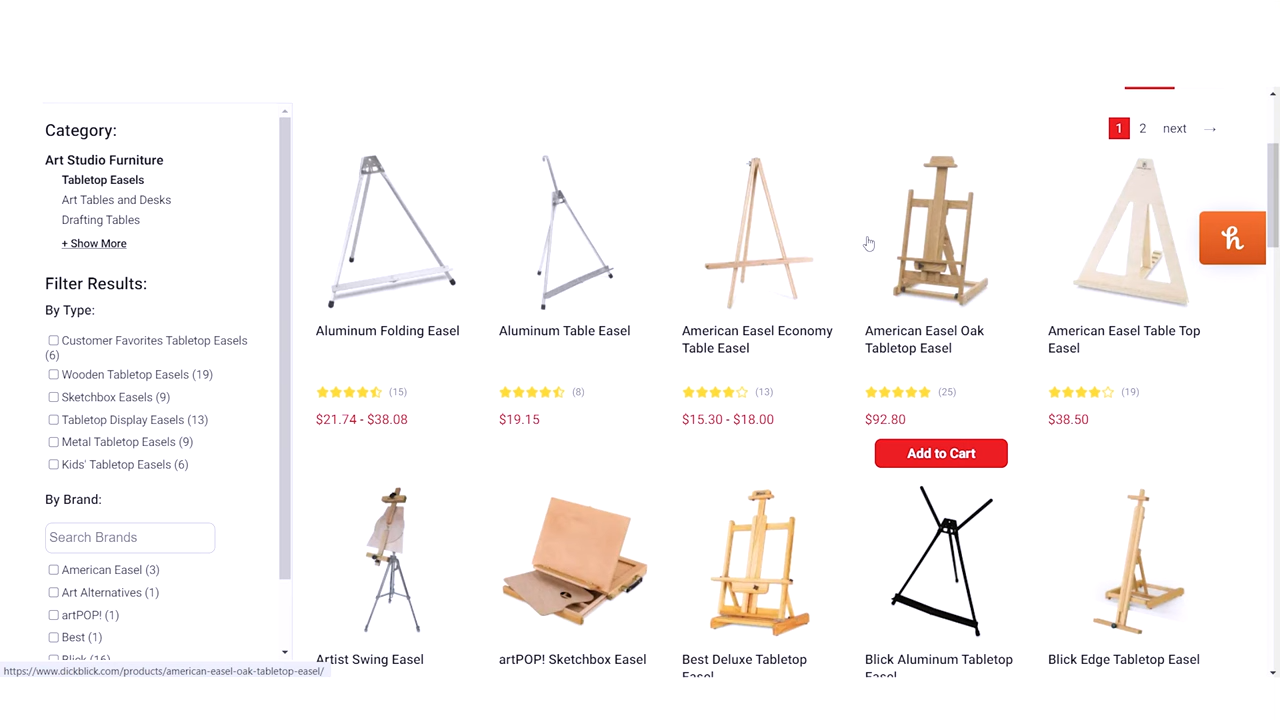 Category:
Art Studio Furniture
Tabletop Easels
Art Tables and Desks
Drafting Tables
+ Show More
Filter Results:
By Type:
Customer Favorites Tabletop Easels
(6)
Wooden Tabletop Easels (19)
Sketchbox Easels (9)
Tabletop Display Easels (13)
Metal Tabletop Easels (9)
Kids' Tabletop Easels (6)
By Brand:
Search Brands
American Easel (3)
Art Alternatives (1)
artPOP! (1)
Best (1)
Blick (16)
https://www.dickblick.com/products/american-easel-oak-tabletop-easel/
1 2 next →
Aluminum Folding Easel
(15)
$21.74 - $38.08
Aluminum Table Easel
(8)
$19.15
American Easel Economy
Table Easel
(13)
$15.30 - $18.00
American Easel Oak
Tabletop Easel
(25)
$92.80
Add to Cart
American Easel Table Top
Easel
(19)
$38.50
Artist Swing Easel
artPOP! Sketchbox Easel
Best Deluxe Tabletop
Easel
Blick Aluminum Tabletop
Easel
Blick Edge Tabletop Easel